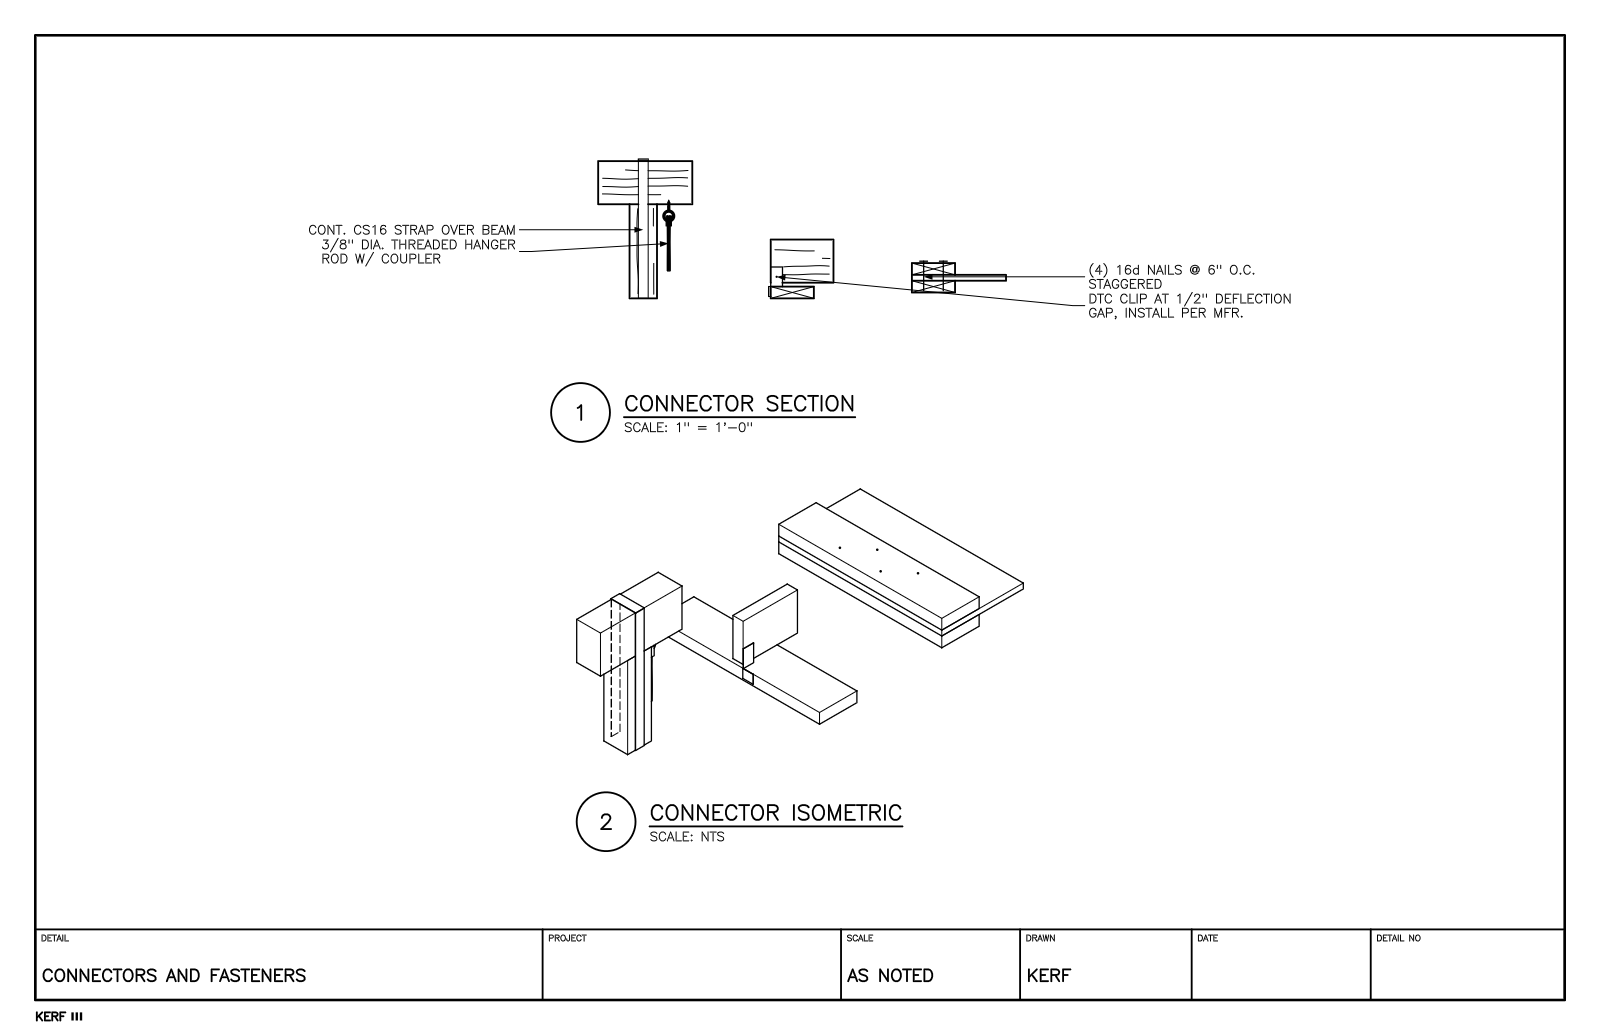 CONT. CS16 STRAP OVER BEAM
3/8" DIA. THREADED HANGER
ROD W/ COUPLER
(4) 16d NAILS @ 6" O.C.
STAGGERED
DTC CLIP AT 1/2" DEFLECTION
GAP, INSTALL PER MFR.
1
CONNECTOR SECTION
SCALE: 1" = 1'-0"
2
CONNECTOR ISOMETRIC
SCALE: NTS
DETAIL
CONNECTORS AND FASTENERS
PROJECT
SCALE
AS NOTED
DRAWN
KERF
DATE
DETAIL NO
KERF III